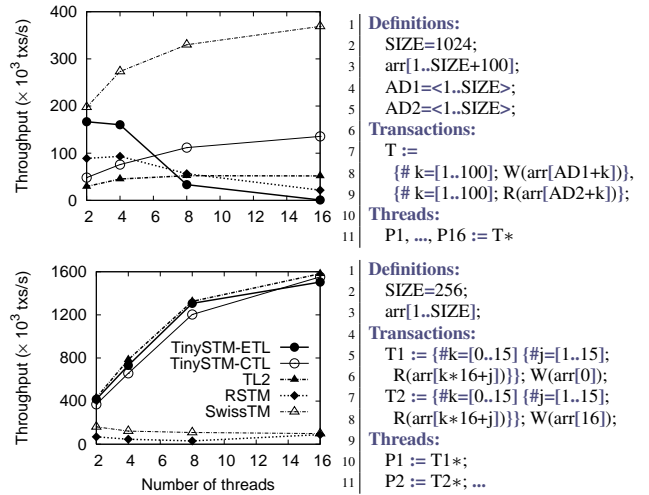 Throughput (× 10³ txs/s)
400
300
200
100
0
2 4 6 8 10 12 14 16
1 Definitions:
2 SIZE=1024;
3 arr[1..SIZE+100];
4 AD1=<1..SIZE>;
5 AD2=<1..SIZE>;
6 Transactions:
7 T :=
8 {# k=[1..100]; W(arr[AD1+k])},
9 {# k=[1..100]; R(arr[AD2+k])};
10 Threads:
11 P1, ..., P16 := T*
Throughput (× 10³ txs/s)
1600
1200
800
400
0
TinySTM-ETL
TinySTM-CTL
TL2
RSTM
SwissTM
2 4 6 8 10 12 14 16
Number of threads
1 Definitions:
2 SIZE=256;
3 arr[1..SIZE];
4 Transactions:
5 T1 := {#k=[0..15] {#j=[1..15];
6 R(arr[k*16+j])}}; W(arr[0]);
7 T2 := {#k=[0..15] {#j=[1..15];
8 R(arr[k*16+j])}}; W(arr[16]);
9 Threads:
10 P1 := T1*;
11 P2 := T2*; ...